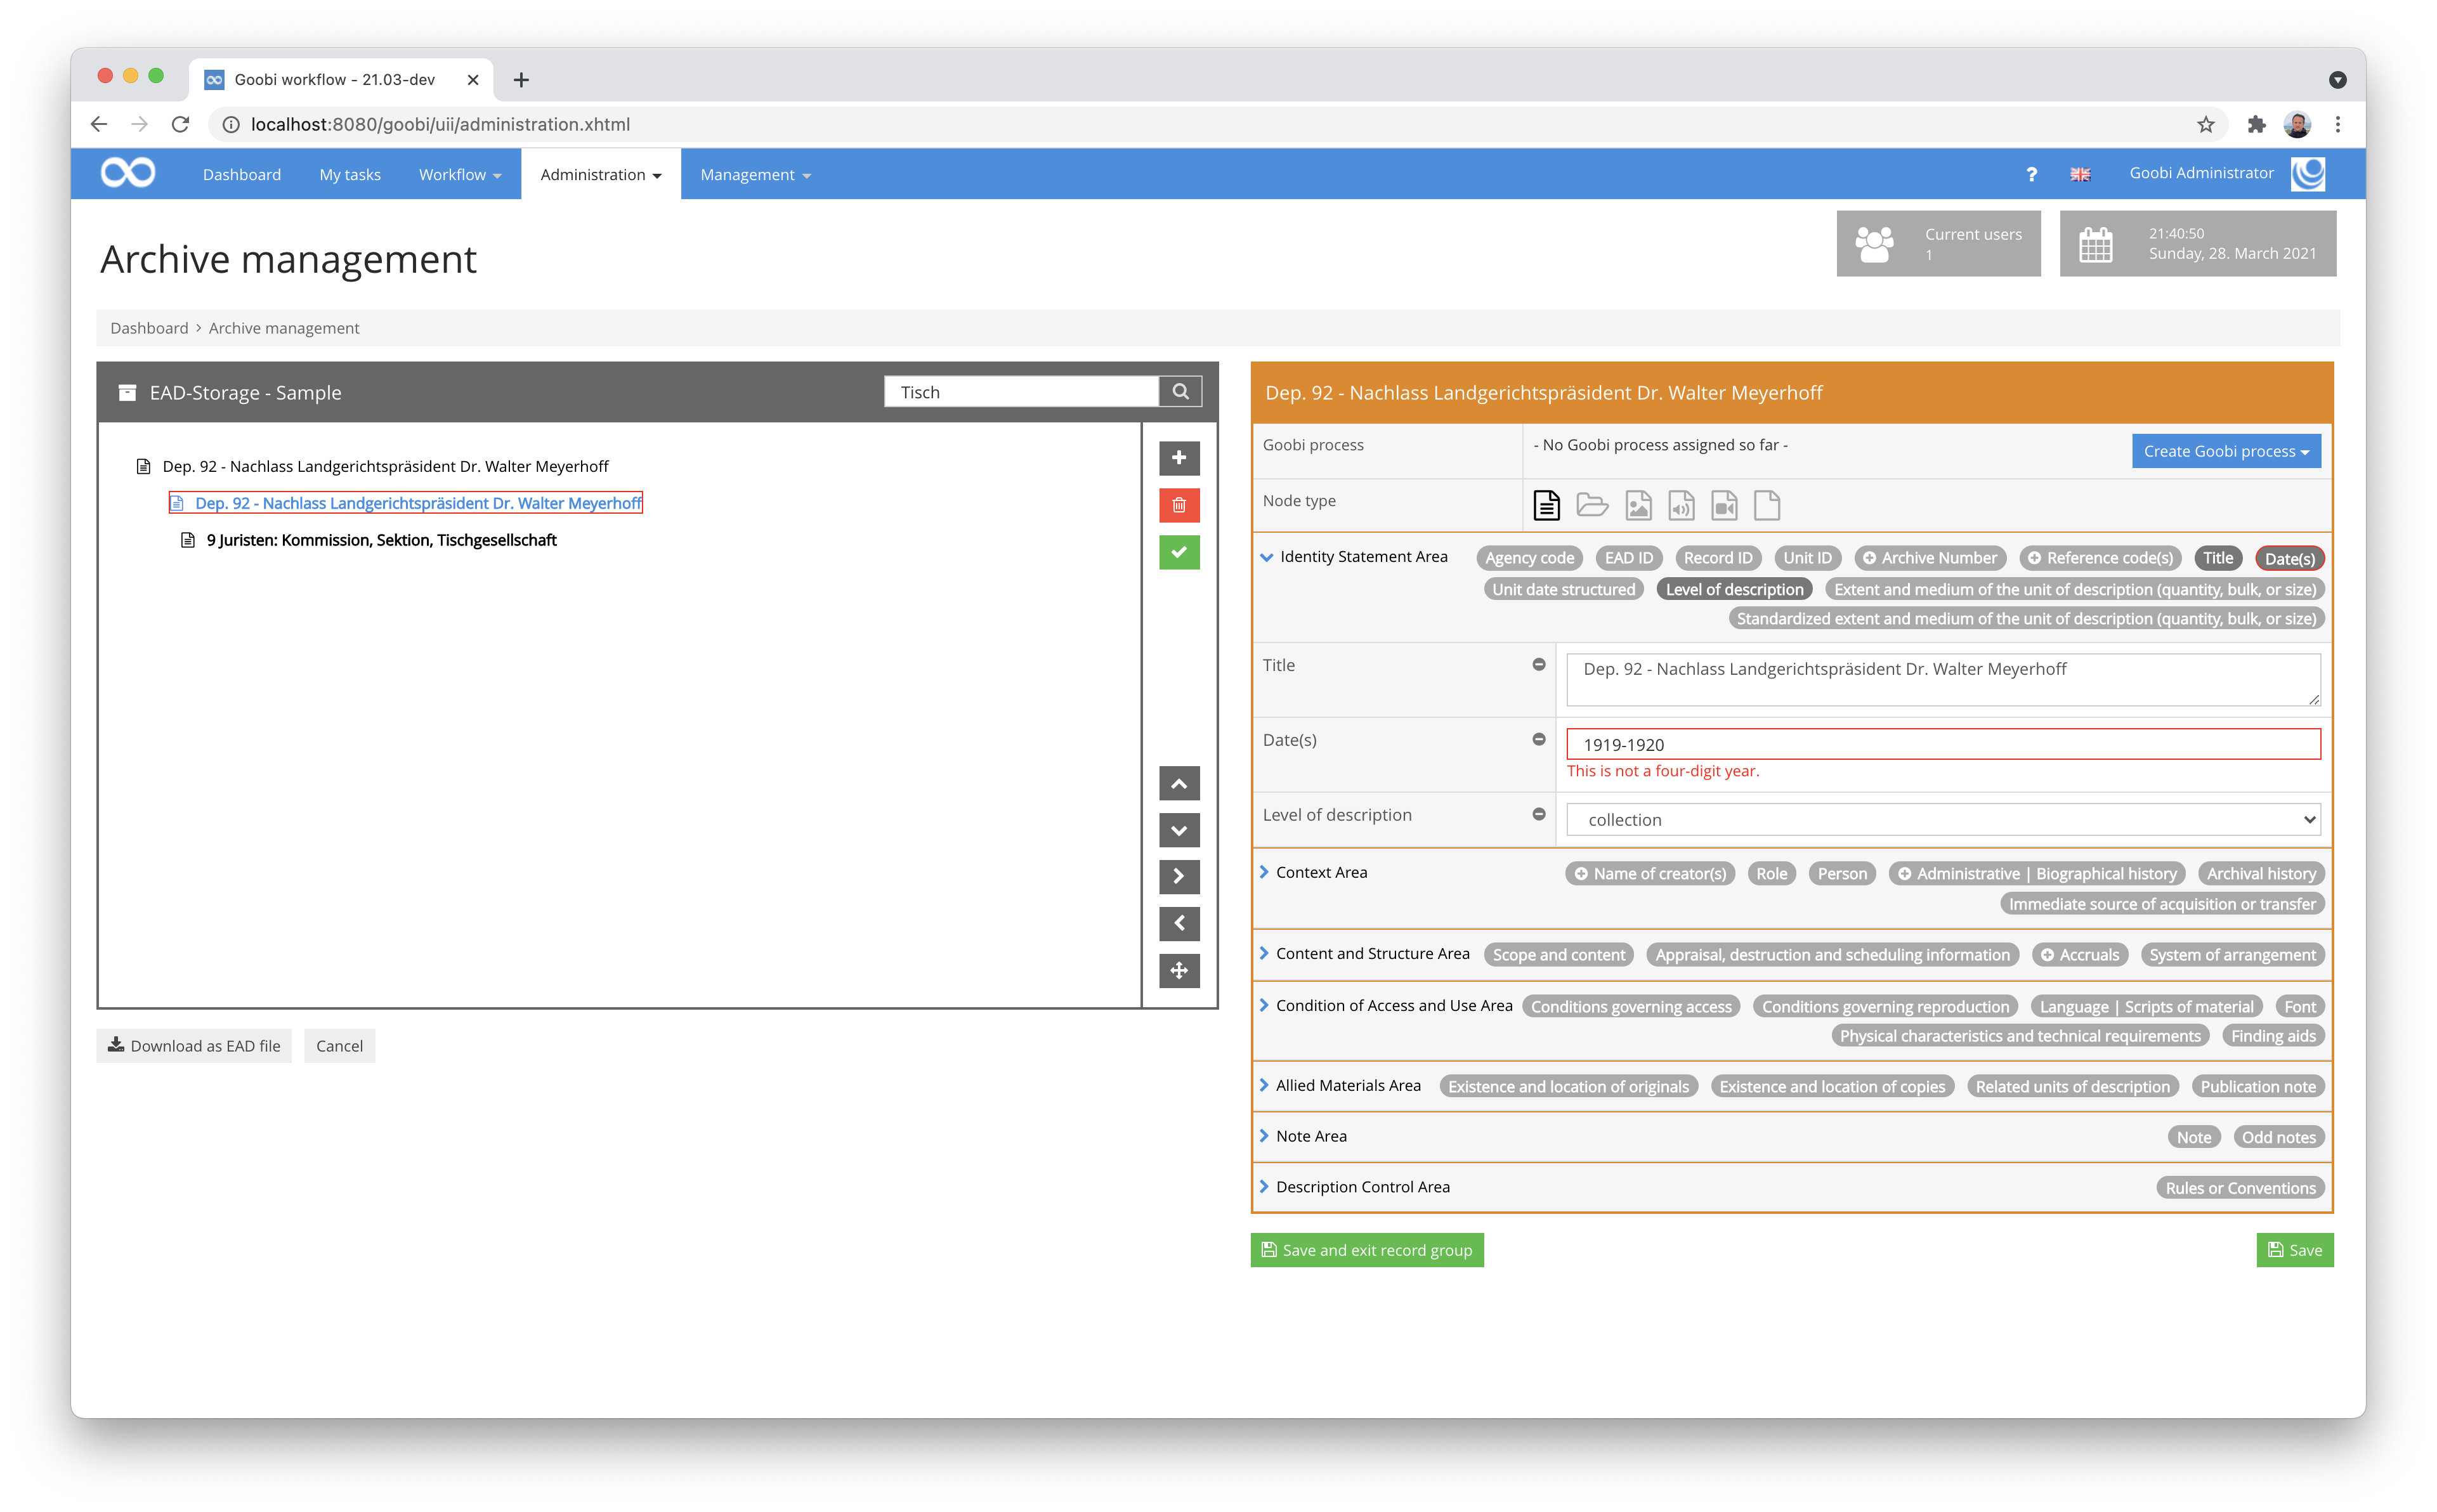 Goobi workflow - 21.03-dev
localhost:8080/goobi/uii/administration.xhtml
Dashboard My tasks Workflow Administration Management ? Goobi Administrator
Archive management
Current users
1
21:40:50
Sunday, 28. March 2021
Dashboard > Archive management
EAD-Storage - Sample
Tisch
Dep. 92 - Nachlass Landgerichtspräsident Dr. Walter Meyerhoff
Dep. 92 - Nachlass Landgerichtspräsident Dr. Walter Meyerhoff
9 Juristen: Kommission, Sektion, Tischgesellschaft
Download as EAD file Cancel
Dep. 92 - Nachlass Landgerichtspräsident Dr. Walter Meyerhoff
Goobi process - No Goobi process assigned so far - Create Goobi process
Node type
Identity Statement Area Agency code EAD ID Record ID Unit ID Archive Number Reference code(s) Title Date(s)
Unit date structured Level of description Extent and medium of the unit of description (quantity, bulk, or size)
Standardized extent and medium of the unit of description (quantity, bulk, or size)
Title Dep. 92 - Nachlass Landgerichtspräsident Dr. Walter Meyerhoff
Date(s) 1919-1920
This is not a four-digit year.
Level of description collection
Context Area Name of creator(s) Role Person Administrative | Biographical history Archival history
Immediate source of acquisition or transfer
Content and Structure Area Scope and content Appraisal, destruction and scheduling information Accruals System of arrangement
Condition of Access and Use Area Conditions governing access Conditions governing reproduction Language | Scripts of material Font
Physical characteristics and technical requirements Finding aids
Allied Materials Area Existence and location of originals Existence and location of copies Related units of description Publication note
Note Area Note Odd notes
Description Control Area Rules or Conventions
Save and exit record group Save